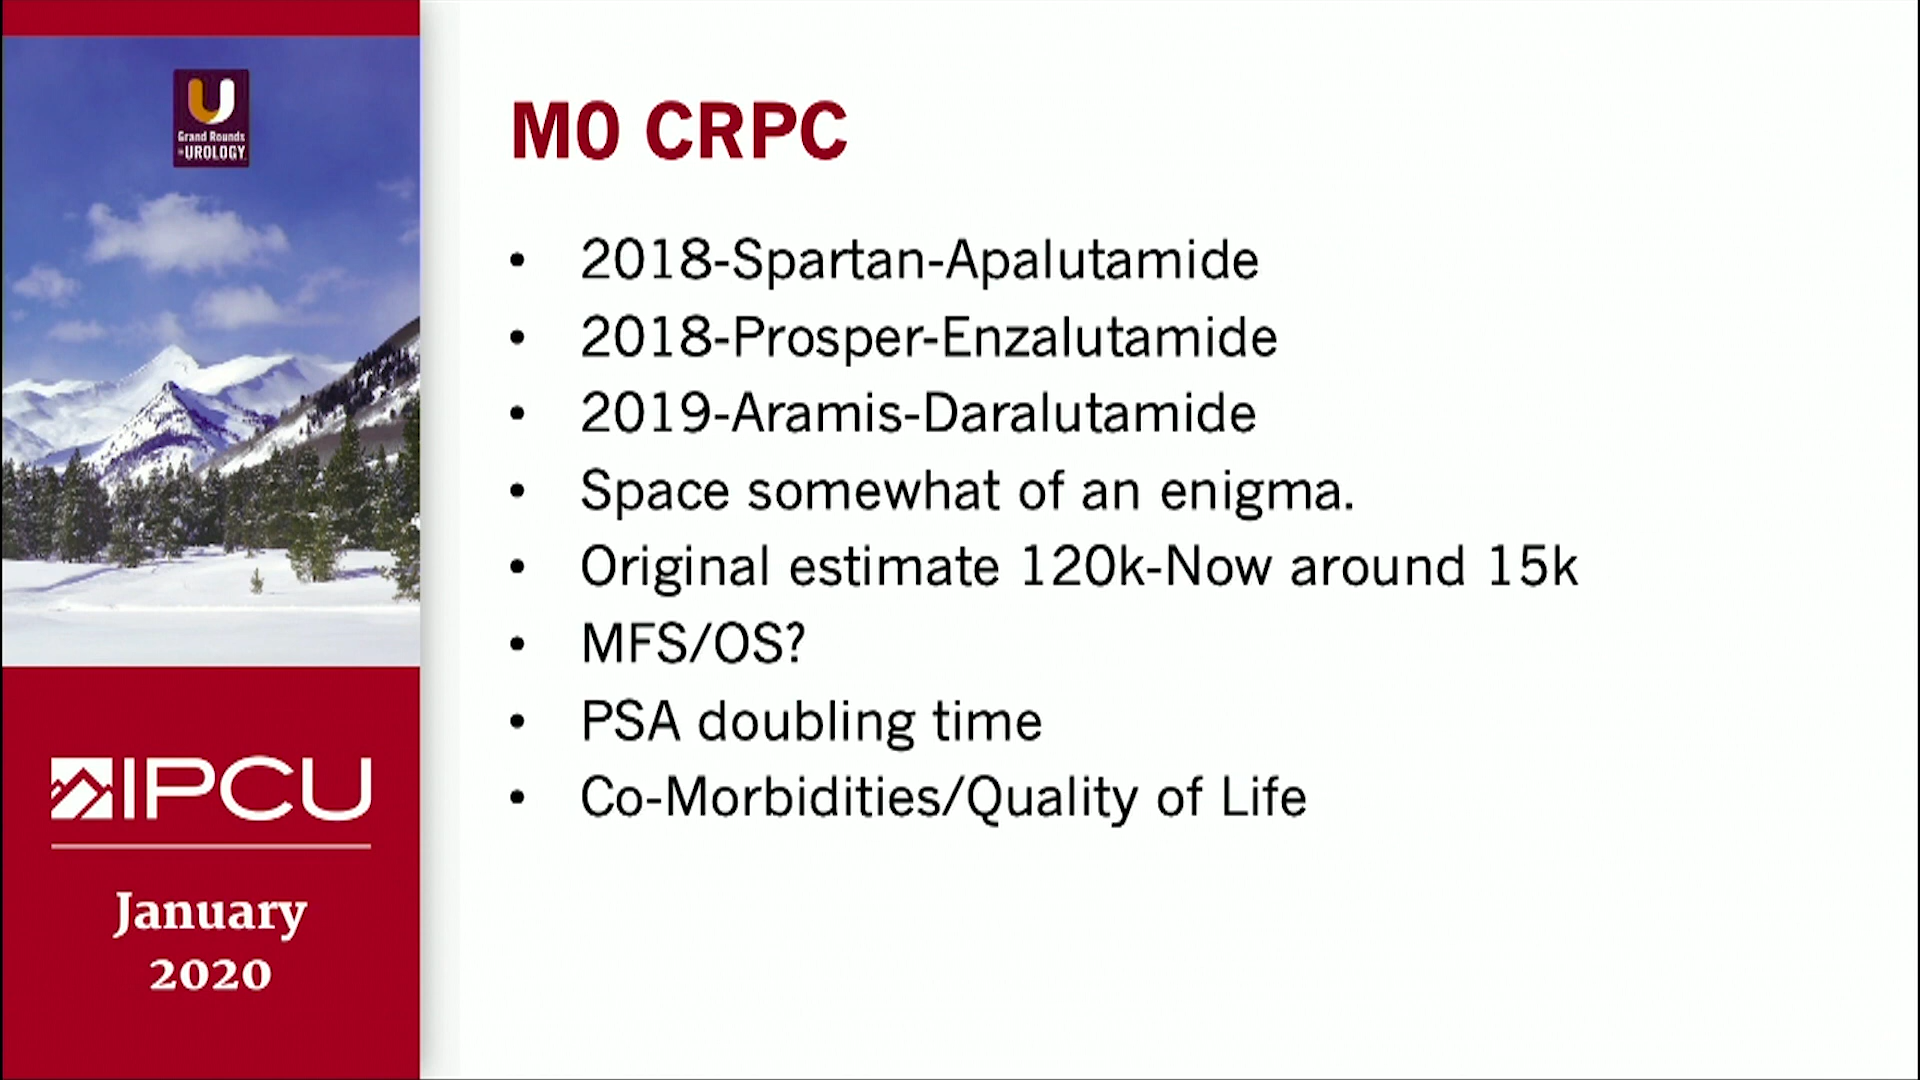 Grand Rounds
in UROLOGY
IPCU
January
2020
M0 CRPC
• 2018-Spartan-Apalutamide
• 2018-Prosper-Enzalutamide
• 2019-Aramis-Daralutamide
• Space somewhat of an enigma.
• Original estimate 120k-Now around 15k
• MFS/OS?
• PSA doubling time
• Co-Morbidities/Quality of Life